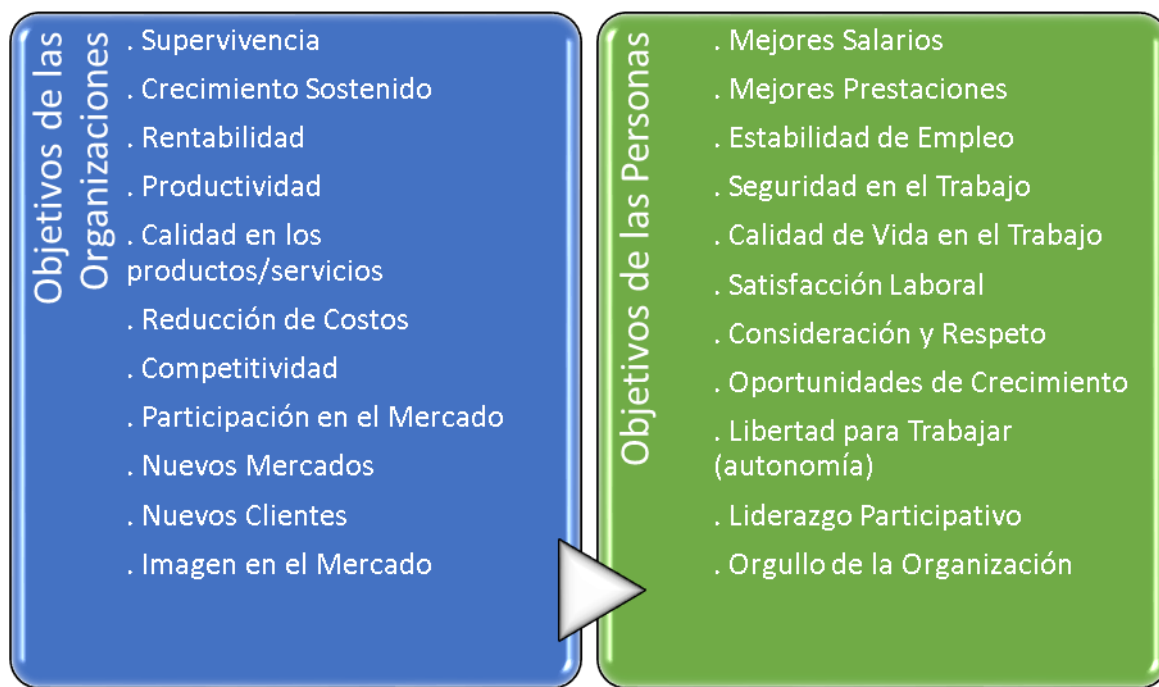 Objetivos de las
Organizaciones
. Supervivencia
. Crecimiento Sostenido
. Rentabilidad
. Productividad
. Calidad en los
productos/servicios
. Reducción de Costos
. Competitividad
. Participación en el Mercado
. Nuevos Mercados
. Nuevos Clientes
. Imagen en el Mercado
Objetivos de las Personas
. Mejores Salarios
. Mejores Prestaciones
. Estabilidad de Empleo
. Seguridad en el Trabajo
. Calidad de Vida en el Trabajo
. Satisfacción Laboral
. Consideración y Respeto
. Oportunidades de Crecimiento
. Libertad para Trabajar
(autonomía)
. Liderazgo Participativo
. Orgullo de la Organización